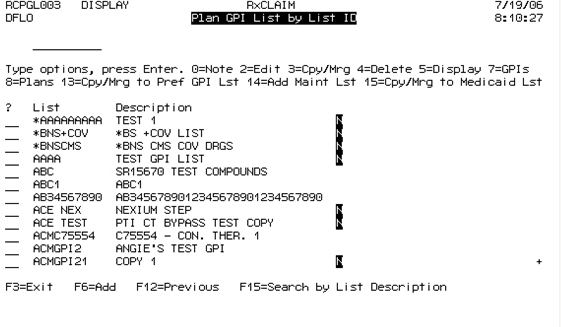 RCPGL003 DISPLAY RxCLAIM 7/19/06
DFLO Plan GPI List by List ID 8:10:27
Type options, press Enter. 0=Note 2=Edit 3=Cpy/Mrg 4=Delete 5=Display 7=GPIs
8=Plans 13=Cpy/Mrg to Pref GPI Lst 14=Add Maint Lst 15=Cpy/Mrg to Medicaid Lst
? List Description
*AAAAAAAAA TEST 1 N
*BNS+COV *BS +COV LIST N
*BNSCMS *BNS CMS COV DRGS N
AAAA TEST GPI LIST N
ABC SR15670 TEST COMPOUNDS
ABC1 ABC1
AB34567890 AB3456789012345678901234567890
ACE NEX NEXIUM STEP N
ACE TEST PTI CT BYPASS TEST COPY N
ACMC75554 C75554 - CON. THER. 1
ACMGPI2 ANGIE'S TEST GPI
ACMGPI21 COPY 1 N +
F3=Exit F6=Add F12=Previous F15=Search by List Description